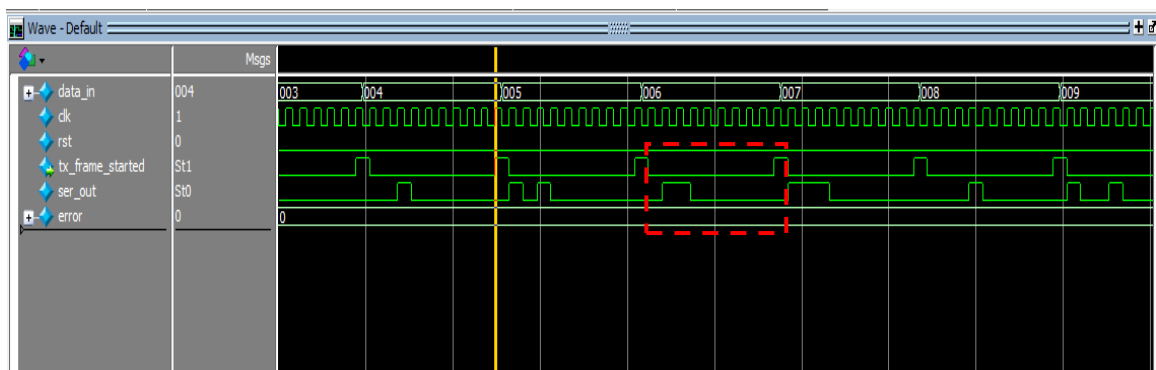 Wave - Default
Msgs
data_in 004 003 004 005 006 007 008 009
clk 1
rst 0
tx_frame_started St1
ser_out St0
error 0 0